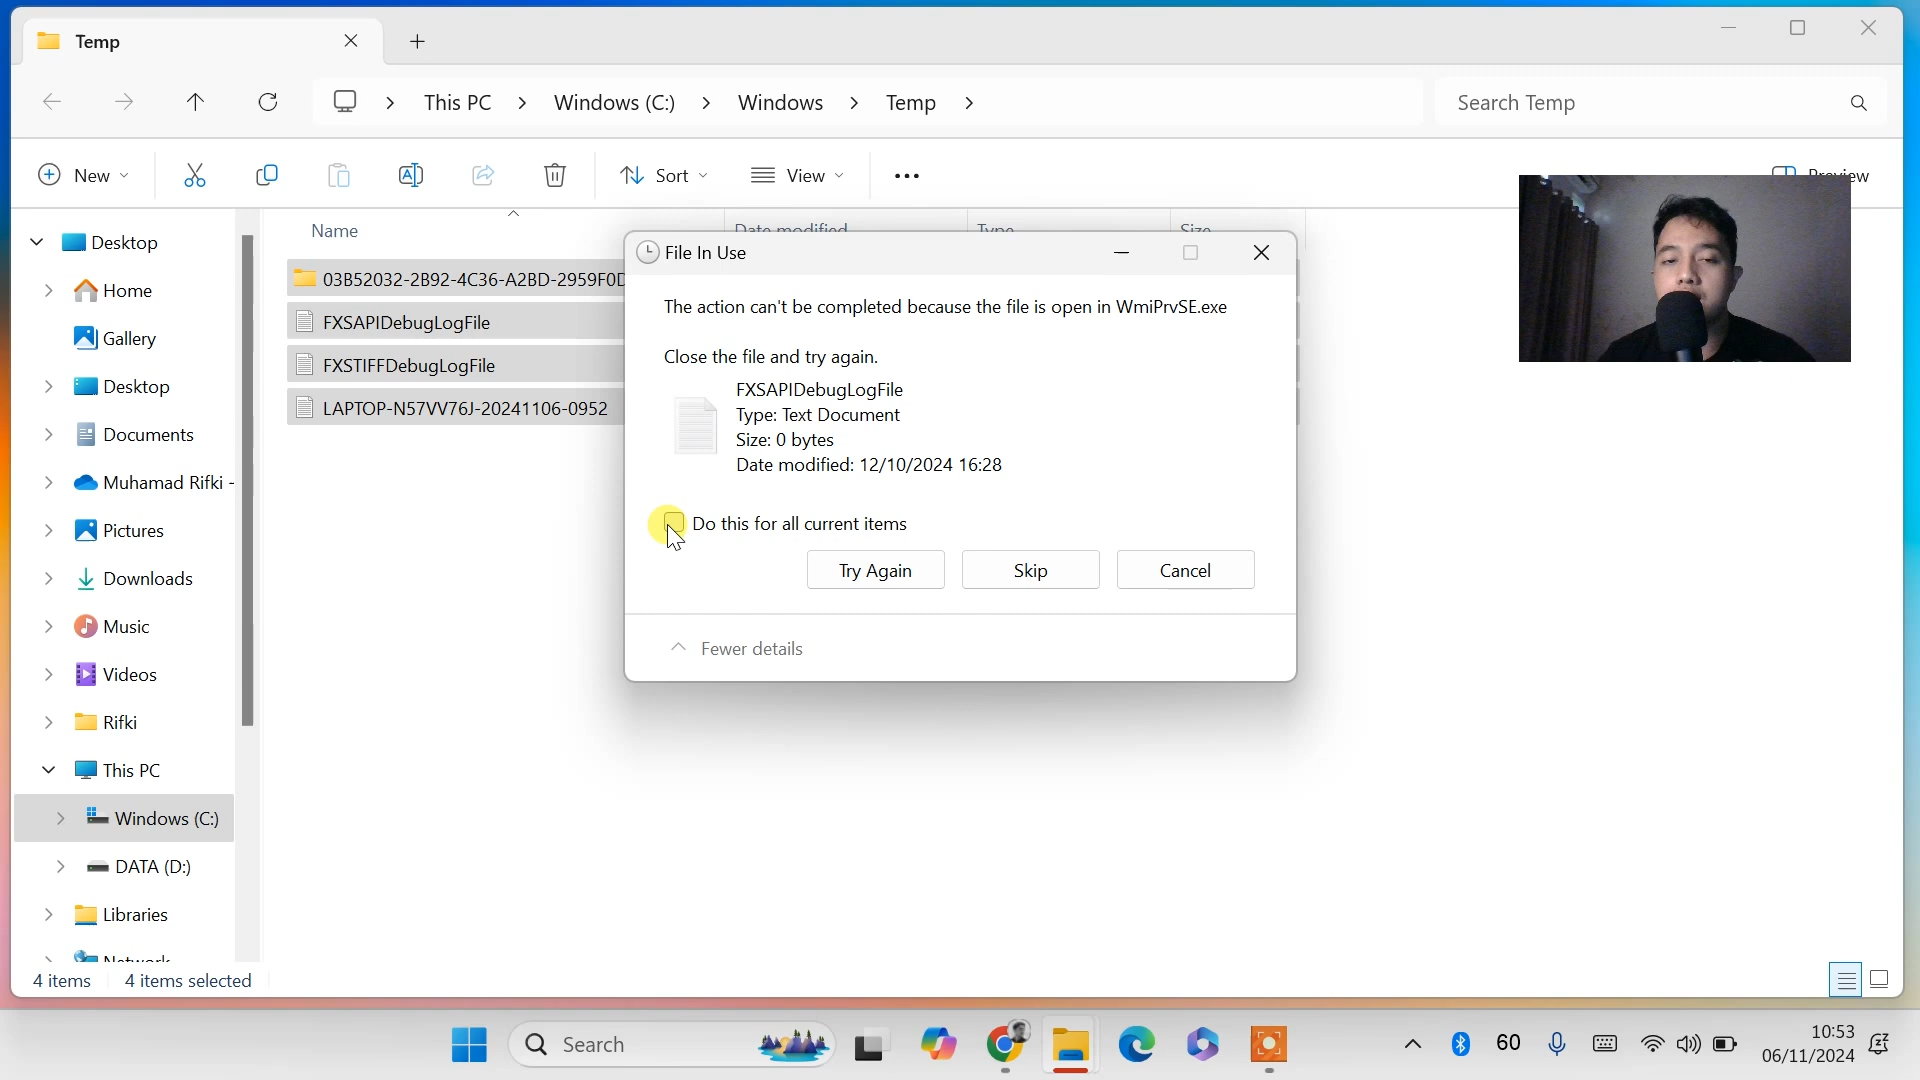 Temp
This PC
Windows (C:)
Windows
Temp
Search Temp
New
Sort
View
Preview
Name
Date modified
Type
Size
Desktop
Home
Gallery
Desktop
Documents
Muhamad Rifki -
Pictures
Downloads
Music
Videos
Rifki
This PC
Windows (C:)
DATA (D:)
Libraries
Network
03B52032-2B92-4C36-A2BD-2959F0D
FXSAPIDebugLogFile
FXSTIFFDebugLogFile
LAPTOP-N57VV76J-20241106-0952
File In Use
The action can't be completed because the file is open in WmiPrvSE.exe
Close the file and try again.
FXSAPIDebugLogFile
Type: Text Document
Size: 0 bytes
Date modified: 12/10/2024 16:28
Do this for all current items
Try Again
Skip
Cancel
Fewer details
4 items
4 items selected
Search
60
10:53
06/11/2024